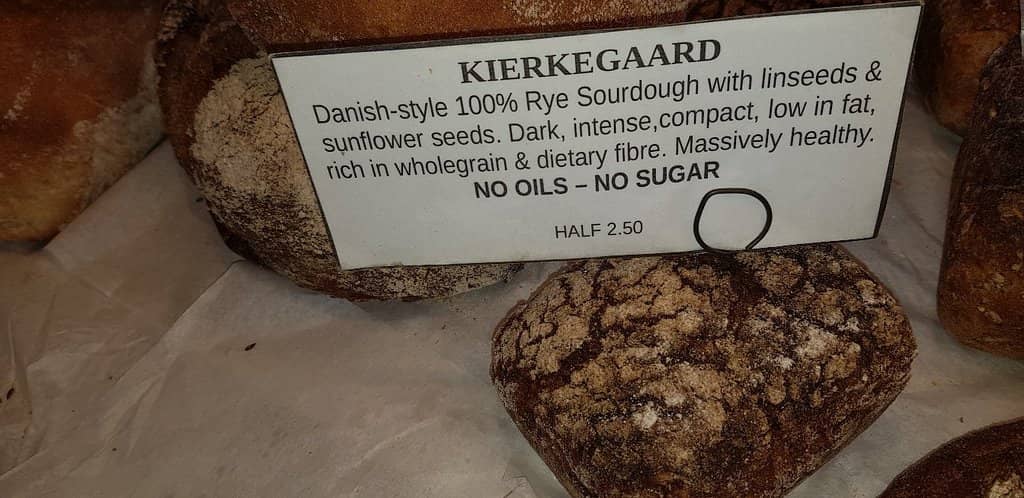 KIERKEGAARD
Danish-style 100% Rye Sourdough with linseeds &
sunflower seeds. Dark, intense,compact, low in fat,
rich in wholegrain & dietary fibre. Massively healthy.
NO OILS – NO SUGAR
HALF 2.50